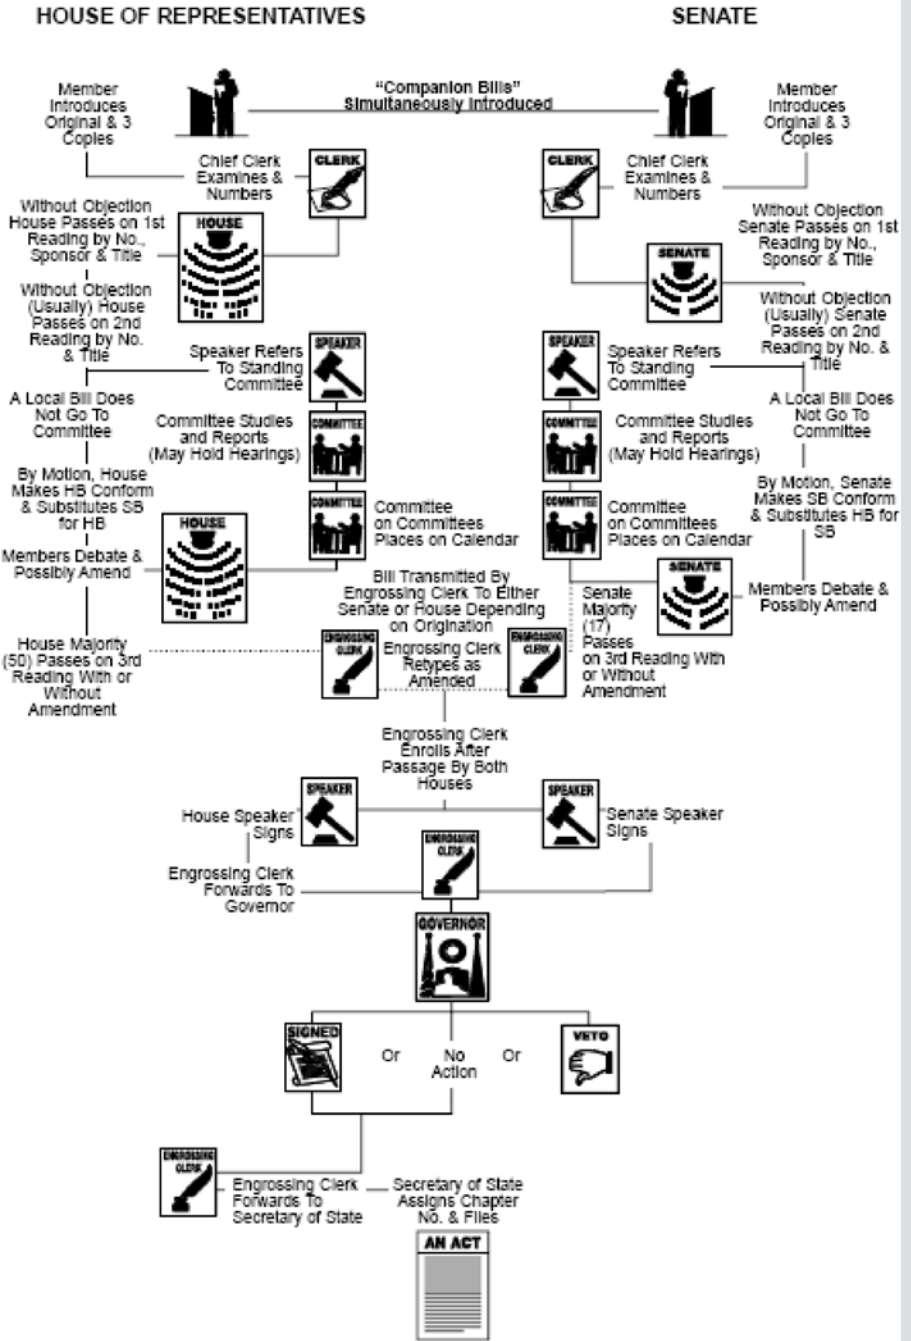 HOUSE OF REPRESENTATIVES
SENATE
Member
Introduces
Original & 3
Copies
“Companion Bills”
Simultaneously Introduced
Member
Introduces
Original & 3
Copies
Chief Clerk
Examines &
Numbers
CLERK
CLERK
Chief Clerk
Examines &
Numbers
Without Objection
House Passes on 1st
Reading by No.,
Sponsor & Title
HOUSE
Without Objection
Senate Passes on 1st
Reading by No.,
Sponsor & Title
SENATE
Without Objection
(Usually) House
Passes on 2nd
Reading by No.
& Title
Without Objection
(Usually) Senate
Passes on 2nd
Reading by No. &
Title
Speaker Refers
To Standing
Committee
SPEAKER
SPEAKER
Speaker Refers
To Standing
Committee
A Local Bill Does
Not Go To
Committee
Committee Studies
and Reports
(May Hold Hearings)
COMMITTEE
COMMITTEE
Committee Studies
and Reports
(May Hold Hearings)
A Local Bill Does
Not Go To
Committee
By Motion, House
Makes HB Conform
& Substitutes SB
for HB
COMMITTEE
Committee
on Committees
Places on Calendar
COMMITTEE
Committee
on Committees
Places on Calendar
By Motion, Senate
Makes SB Conform
& Substitutes HB for
SB
HOUSE
Members Debate &
Possibly Amend
SENATE
Members Debate &
Possibly Amend
Bill Transmitted By
Engrossing Clerk To Either
Senate or House Depending
on Origination
Senate
Majority
(17)
Passes
on 3rd Reading With
or Without
Amendment
House Majority
(50) Passes on 3rd
Reading With or
Without
Amendment
ENGROSSING
CLERK
Engrossing Clerk
Retypes as
Amended
ENGROSSING
CLERK
Engrossing Clerk
Enrolls After
Passage By Both
Houses
House Speaker
Signs
SPEAKER
SPEAKER
Senate Speaker
Signs
ENGROSSING
CLERK
Engrossing Clerk
Forwards To
Governor
GOVERNOR
SIGNED
Or
No
Action
Or
VETO
ENGROSSING
CLERK
Engrossing Clerk
Forwards To
Secretary of State
Secretary of State
Assigns Chapter
No. & Files
AN ACT